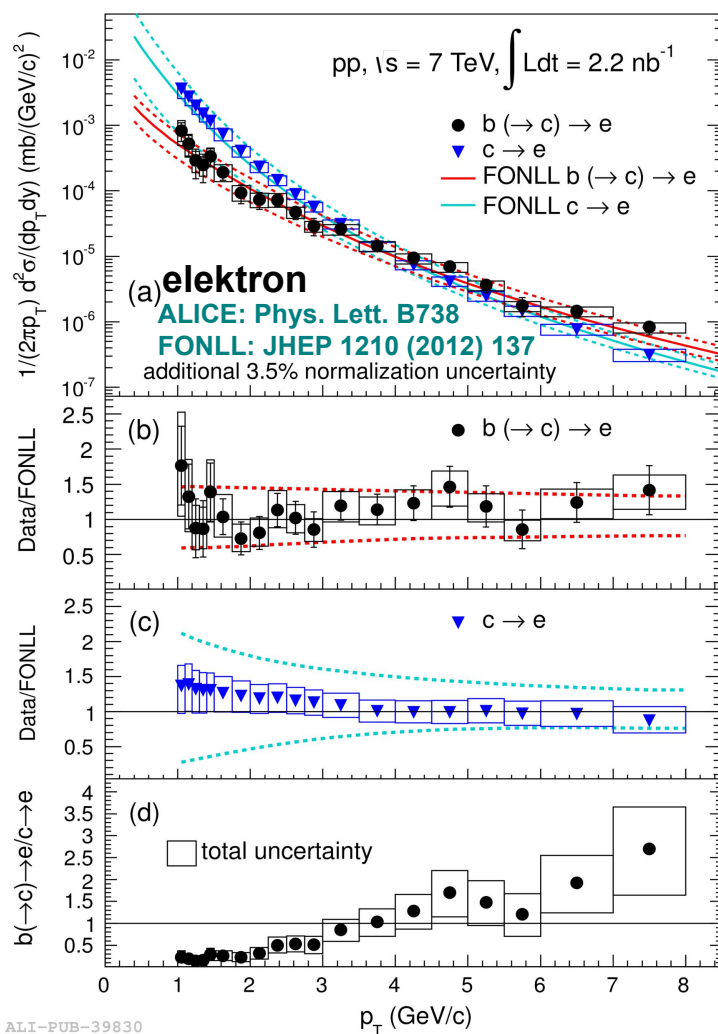 pp, √s = 7 TeV, ∫Ldt = 2.2 nb⁻¹
b (→ c) → e
c → e
FONLL b (→ c) → e
FONLL c → e
1/(2πp_T) d²σ/(dp_Tdy) (mb/(GeV/c)²)
10⁻²
10⁻³
10⁻⁴
10⁻⁵
10⁻⁶
10⁻⁷
(a) elektron
ALICE: Phys. Lett. B738
FONLL: JHEP 1210 (2012) 137
additional 3.5% normalization uncertainty
(b)
b (→ c) → e
Data/FONLL
2.5
2
1.5
1
0.5
(c)
c → e
Data/FONLL
2.5
2
1.5
1
0.5
(d)
total uncertainty
b(→c)→e/c→e
4
3.5
3
2.5
2
1.5
1
0.5
0 1 2 3 4 5 6 7 8
p_T (GeV/c)
ALI-PUB-39830